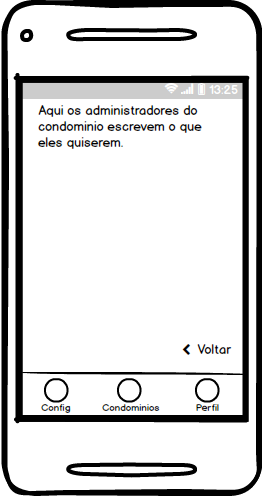 13:25
Aqui os administradores do
condominio escrevem o que
eles quiserem.
Voltar
Config
Condominios
Perfil